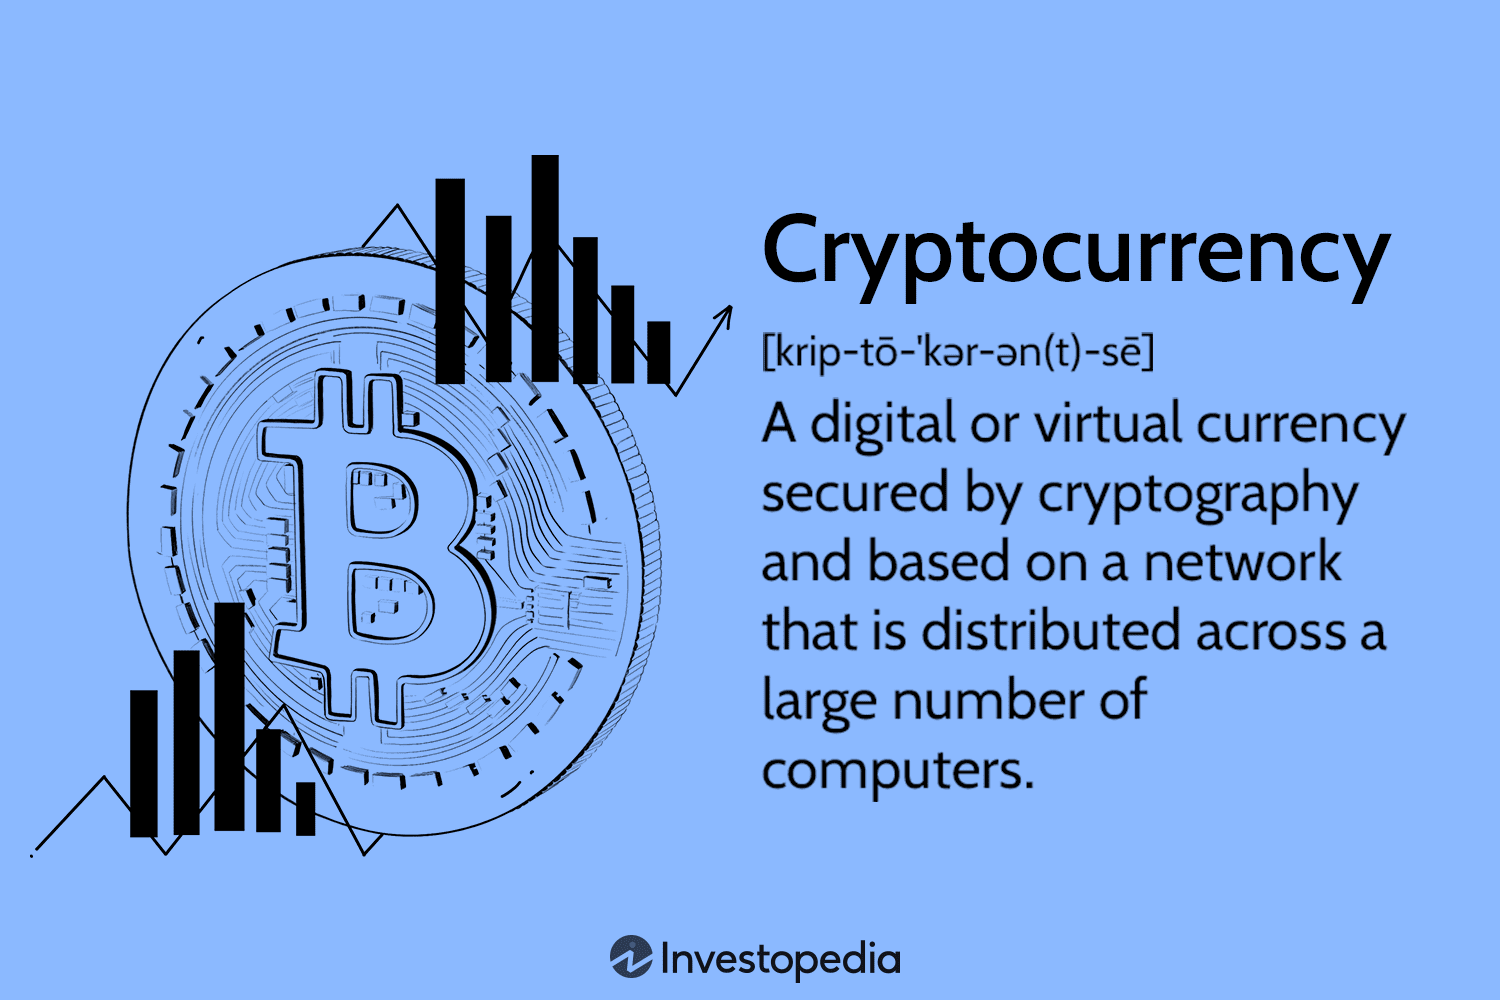 Cryptocurrency
[krip-tō-'kər-ən(t)-sē]
A digital or virtual currency
secured by cryptography
and based on a network
that is distributed across a
large number of
computers.
Investopedia